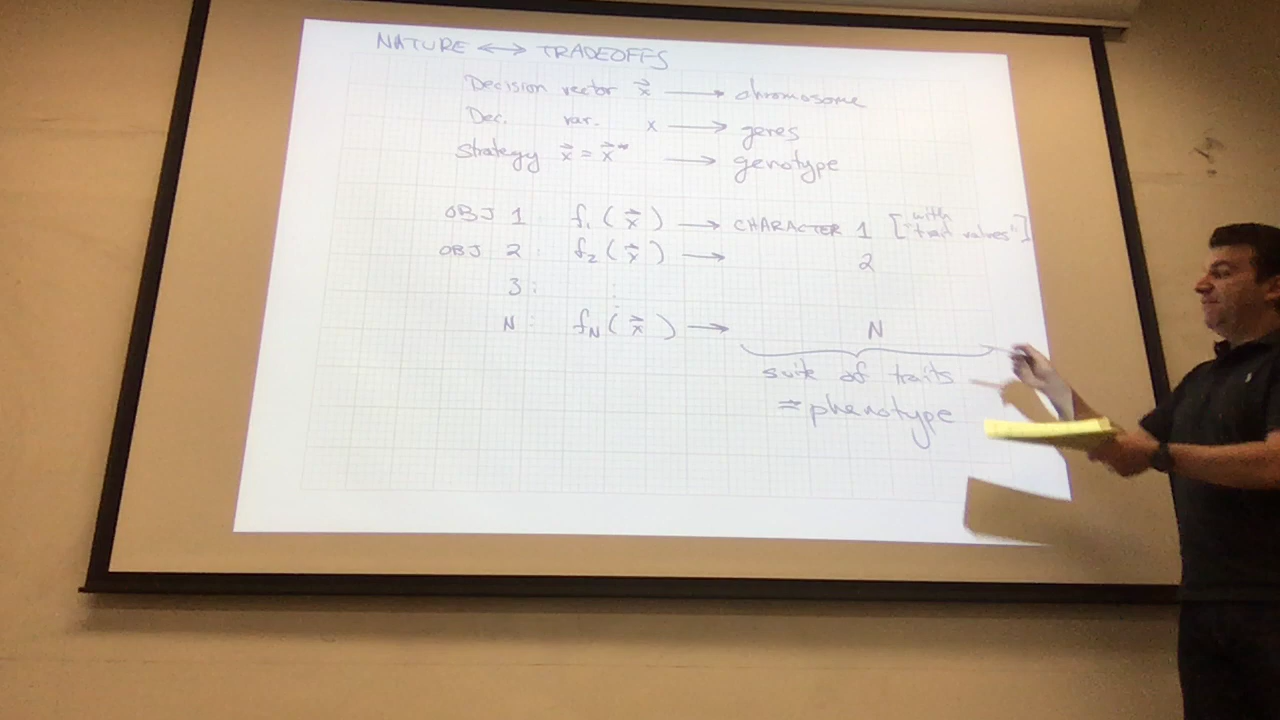 NATURE ↔ TRADEOFFS
Decision vector x⃗ → chromosome
Dec. var. x → genes
Strategy x⃗ = x⃗* → genotype
OBJ 1 : f₁(x⃗) → CHARACTER 1 [with "trait values"]
OBJ 2 : f₂(x⃗) → 2
3 : :
N : f_N(x⃗) → N
suite of traits
= phenotype